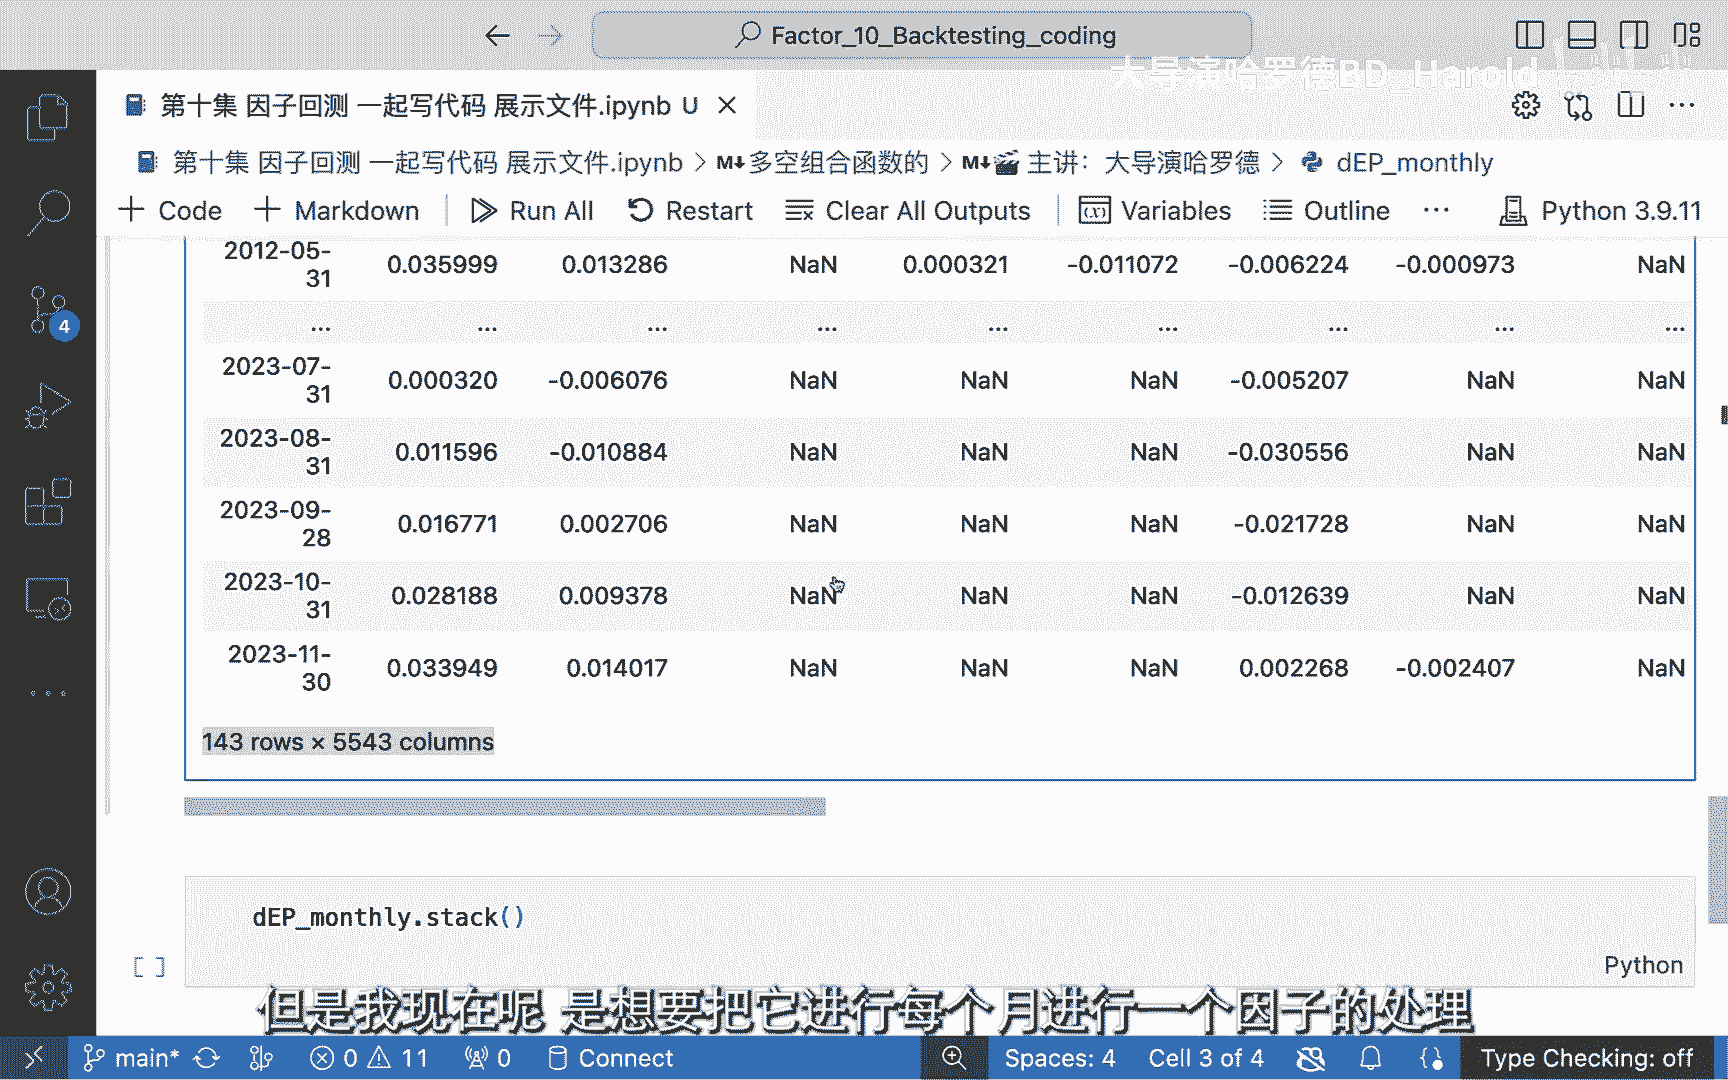 Factor_10_Backtesting_coding
大导演哈罗德BD_Harold
第十集 因子回测 一起写代码 展示文件.ipynb U
第十集 因子回测 一起写代码 展示文件.ipynb > M↓多空组合函数的 > M↓🎬 主讲：大导演哈罗德 > dEP_monthly
+ Code + Markdown Run All Restart Clear All Outputs Variables Outline ··· Python 3.9.11
2012-05-31 0.035999 0.013286 NaN 0.000321 -0.011072 -0.006224 -0.000973 NaN
... ... ... ... ... ... ... ... ...
2023-07-31 0.000320 -0.006076 NaN NaN NaN -0.005207 NaN NaN
2023-08-31 0.011596 -0.010884 NaN NaN NaN -0.030556 NaN NaN
2023-09-28 0.016771 0.002706 NaN NaN NaN -0.021728 NaN NaN
2023-10-31 0.028188 0.009378 NaN NaN NaN -0.012639 NaN NaN
2023-11-30 0.033949 0.014017 NaN NaN NaN 0.002268 -0.002407 NaN
143 rows × 5543 columns
dEP_monthly.stack()
[ ]
Python
但是我现在呢 是想要把它进行每个月进行一个因子的处理
4
main* 0 11 0 Connect Spaces: 4 Cell 3 of 4 Type Checking: off